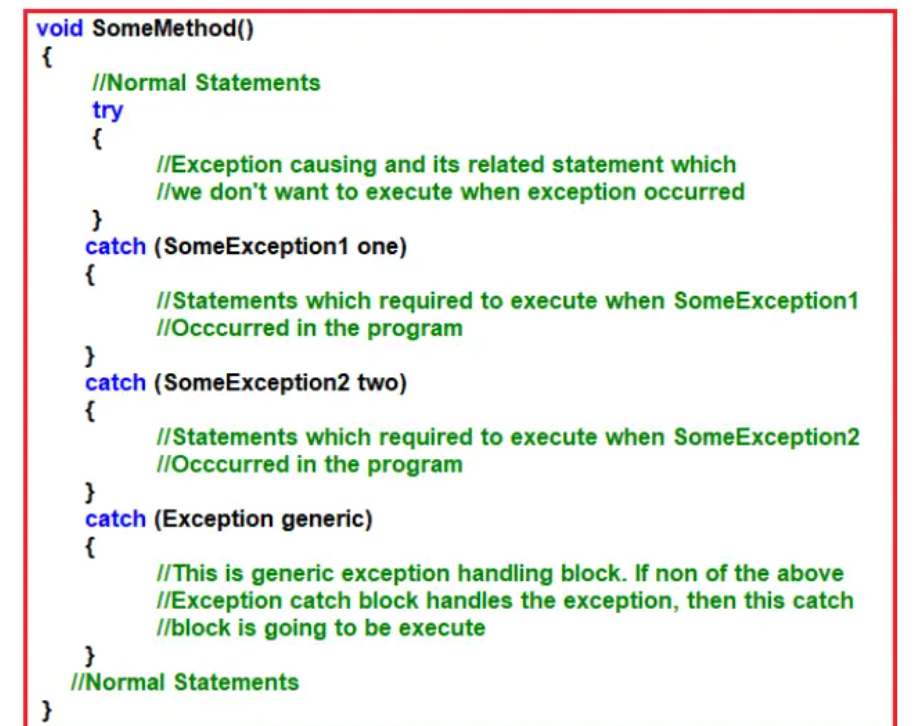 void SomeMethod()
{
//Normal Statements
try
{
//Exception causing and its related statement which
//we don't want to execute when exception occurred
}
catch (SomeException1 one)
{
//Statements which required to execute when SomeException1
//Occcurred in the program
}
catch (SomeException2 two)
{
//Statements which required to execute when SomeException2
//Occcurred in the program
}
catch (Exception generic)
{
//This is generic exception handling block. If non of the above
//Exception catch block handles the exception, then this catch
//block is going to be execute
}
//Normal Statements
}